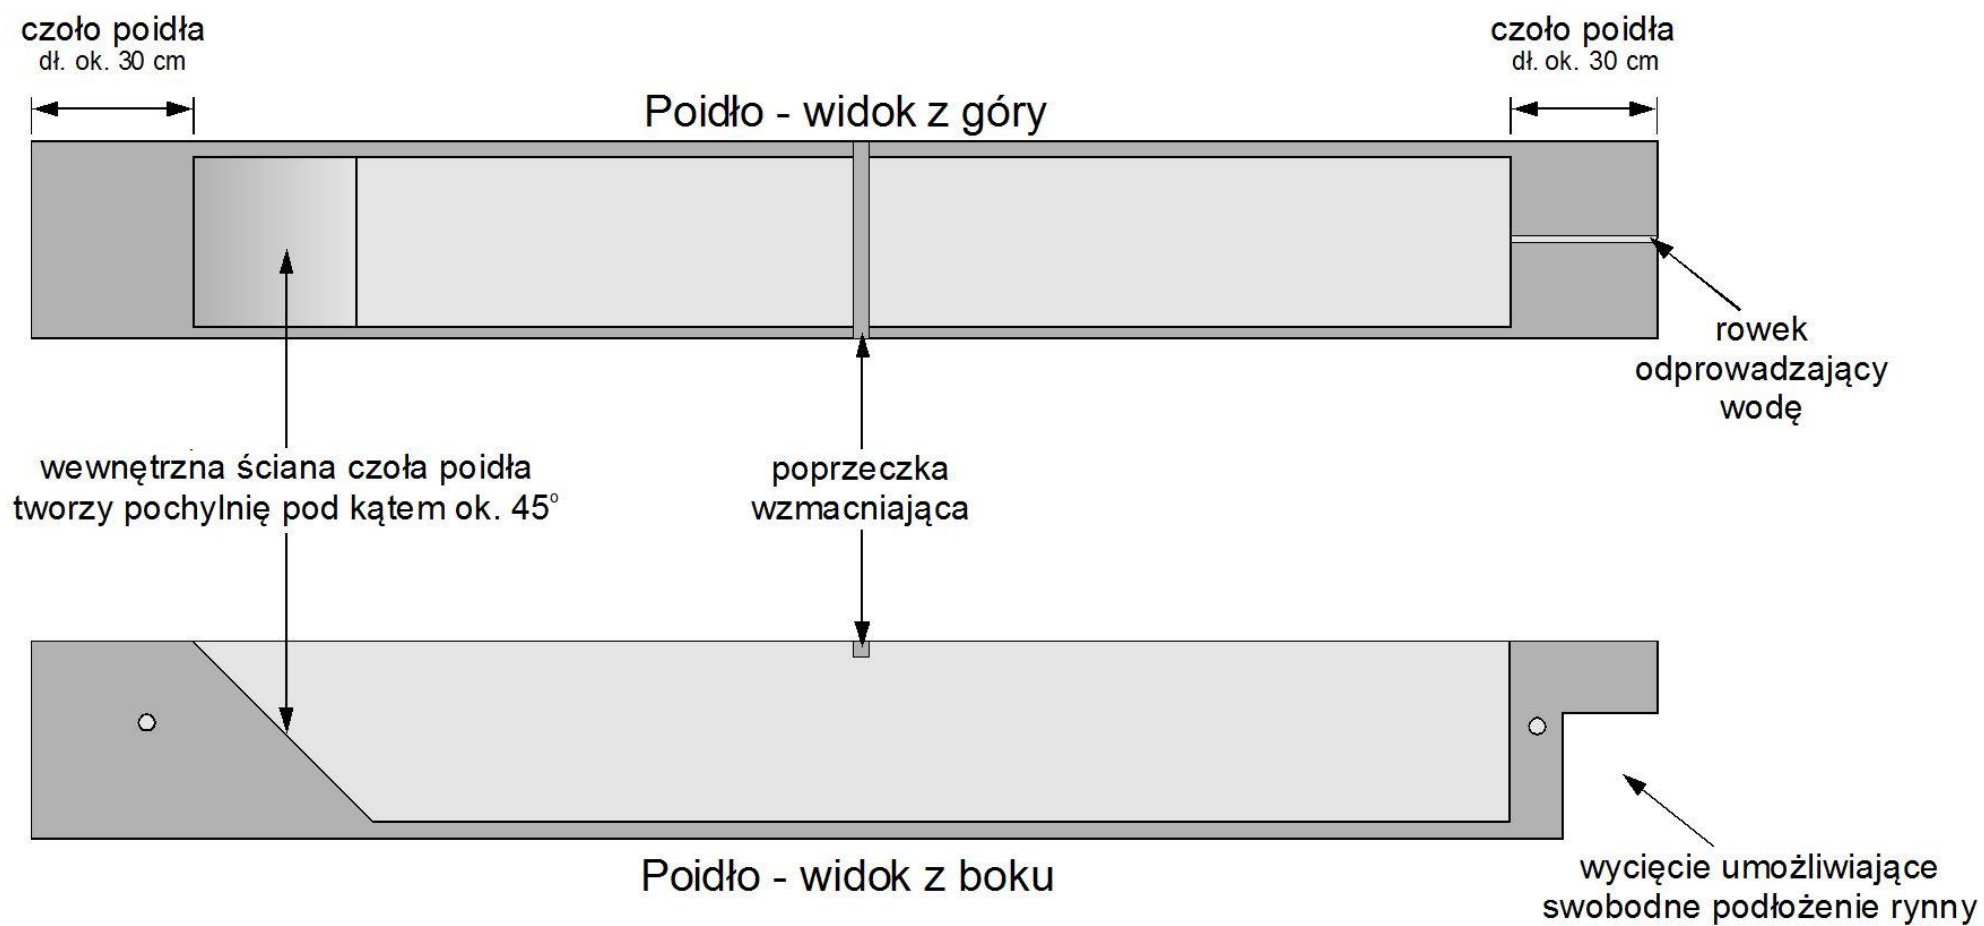 czoło poidła
dł. ok. 30 cm
czoło poidła
dł. ok. 30 cm
Poidło - widok z góry
rowek
odprowadzający
wodę
wewnętrzna ściana czoła poidła
tworzy pochylnię pod kątem ok. 45°
poprzeczka
wzmacniająca
Poidło - widok z boku
wycięcie umożliwiające
swobodne podłożenie rynny